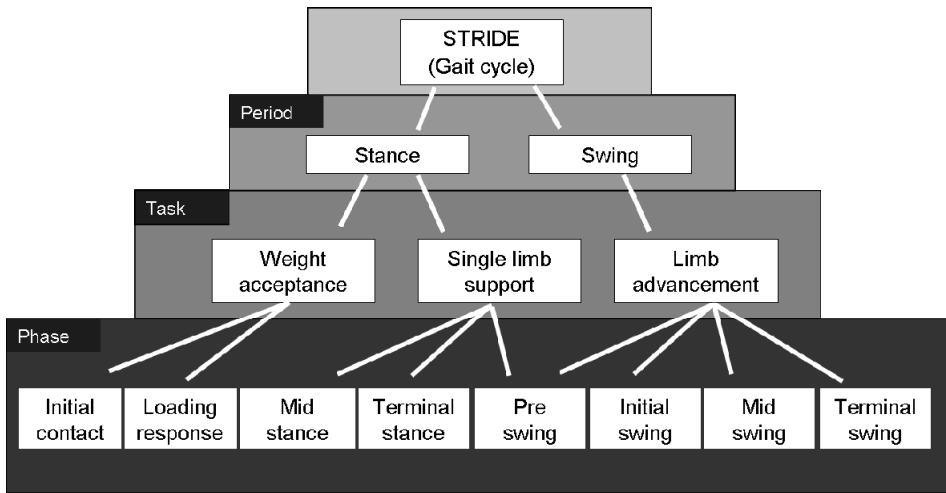 STRIDE
(Gait cycle)
Period
Stance
Swing
Task
Weight
acceptance
Single limb
support
Limb
advancement
Phase
Initial
contact
Loading
response
Mid
stance
Terminal
stance
Pre
swing
Initial
swing
Mid
swing
Terminal
swing